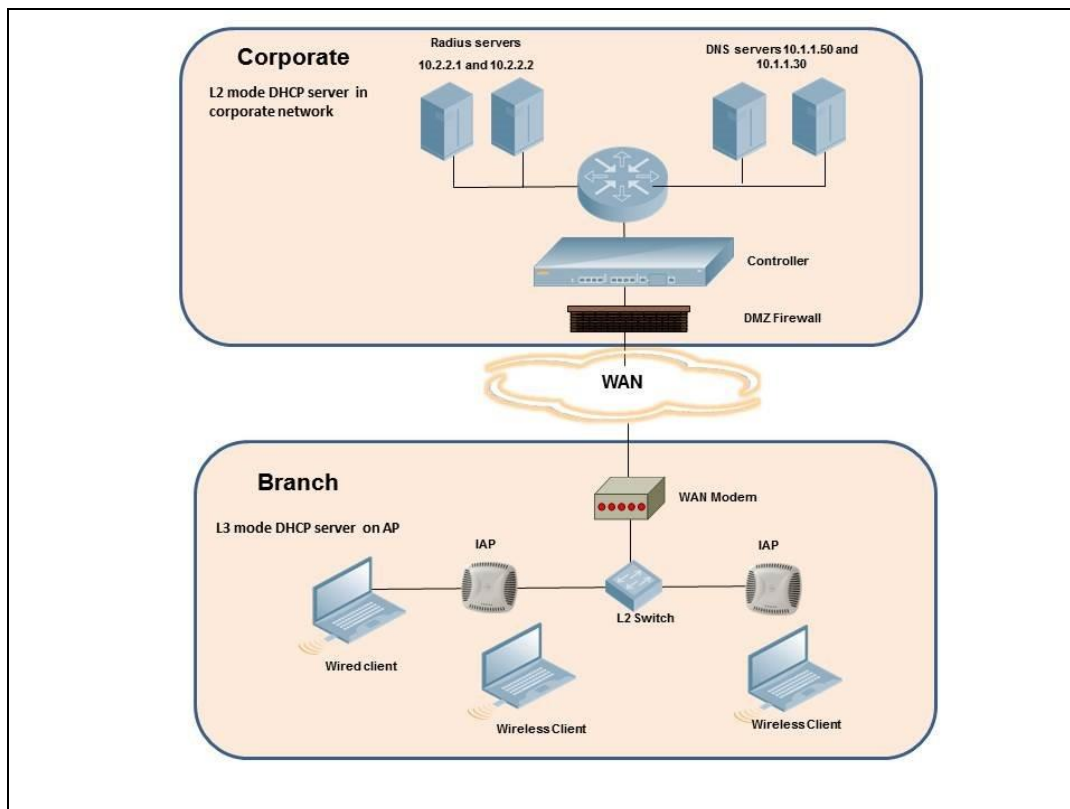 Corporate
L2 mode DHCP server in
corporate network
Radius servers
10.2.2.1 and 10.2.2.2
DNS servers 10.1.1.50 and
10.1.1.30
Controller
DMZ Firewall
WAN
Branch
L3 mode DHCP server on AP
WAN Modem
IAP
IAP
L2 Switch
Wired client
Wireless Client
Wireless Client